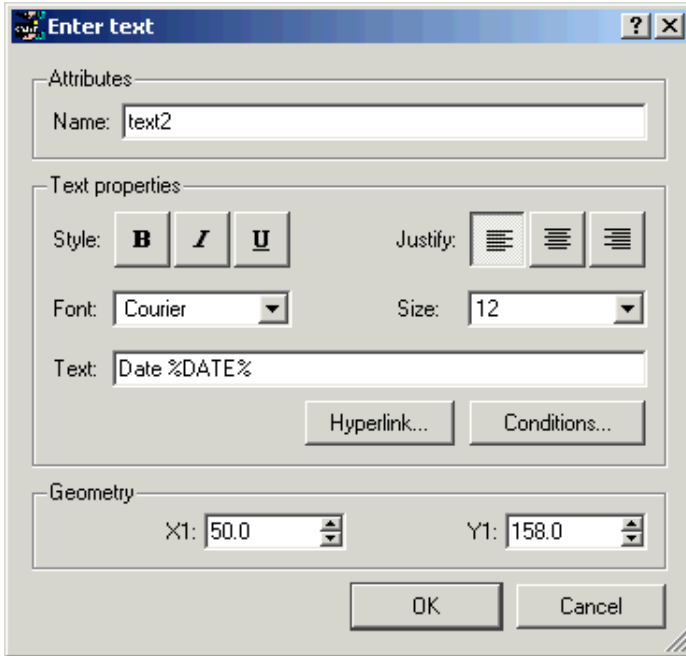 Enter text
Attributes
Name: text2
Text properties
Style: B I U Justify:
Font: Courier Size: 12
Text: Date %DATE%
Hyperlink... Conditions...
Geometry
X1: 50.0 Y1: 158.0
OK Cancel